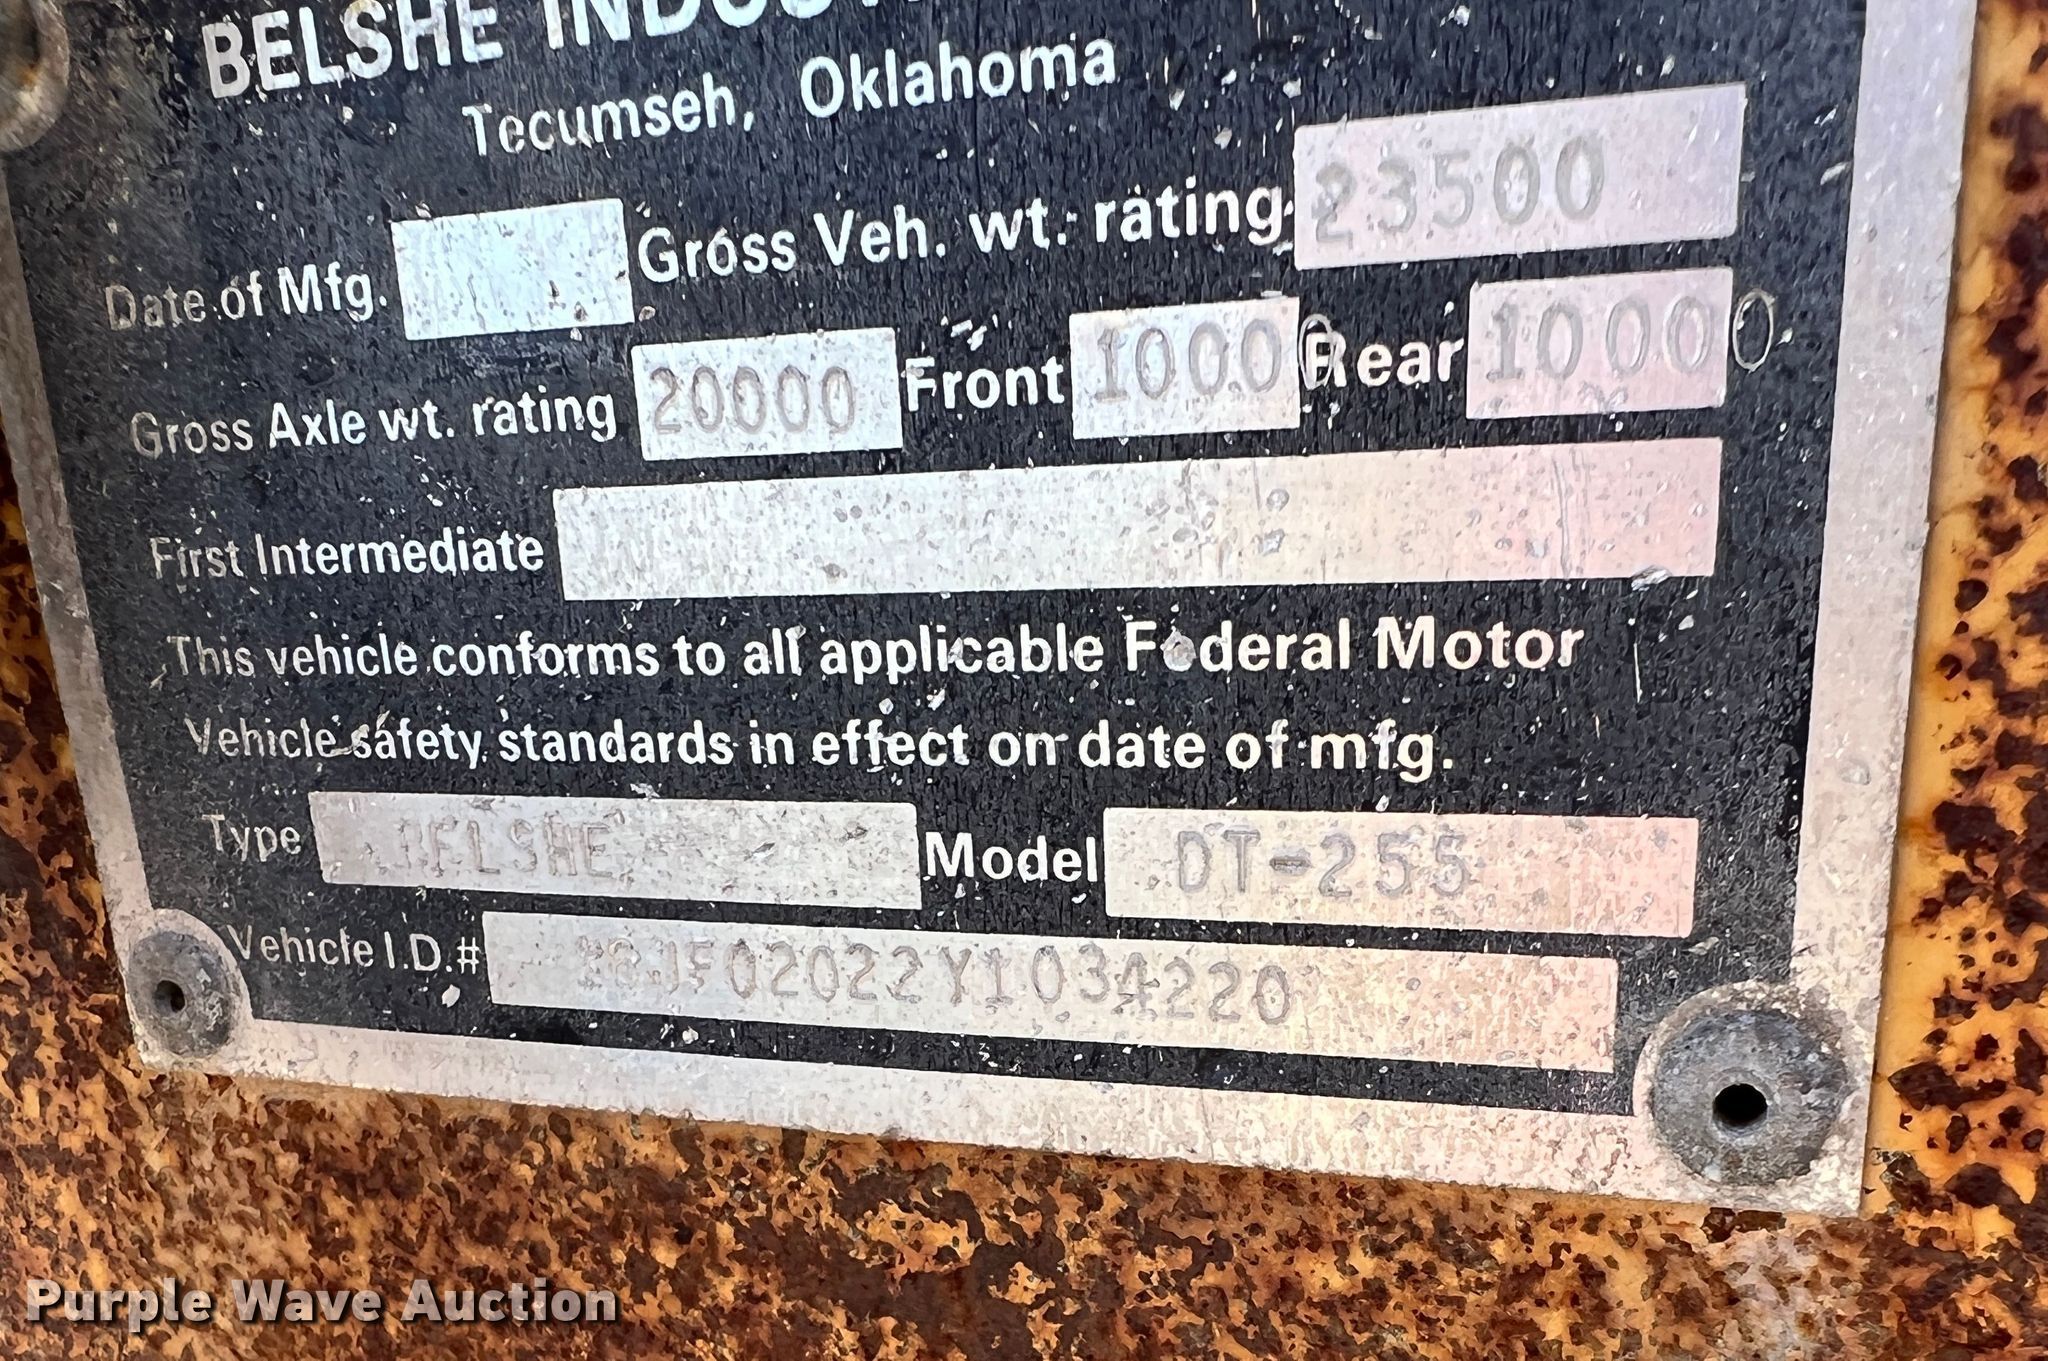 BELSHE INDUST
Tecumseh, Oklahoma
Date of Mfg. Gross Veh. wt. rating 23500
Gross Axle wt. rating 20000 Front 10000 Rear 10000
First Intermediate
This vehicle conforms to all applicable Federal Motor
Vehicle safety standards in effect on date of mfg.
Type BELSHE Model DT-255
Vehicle I.D.#
Purple Wave Auction